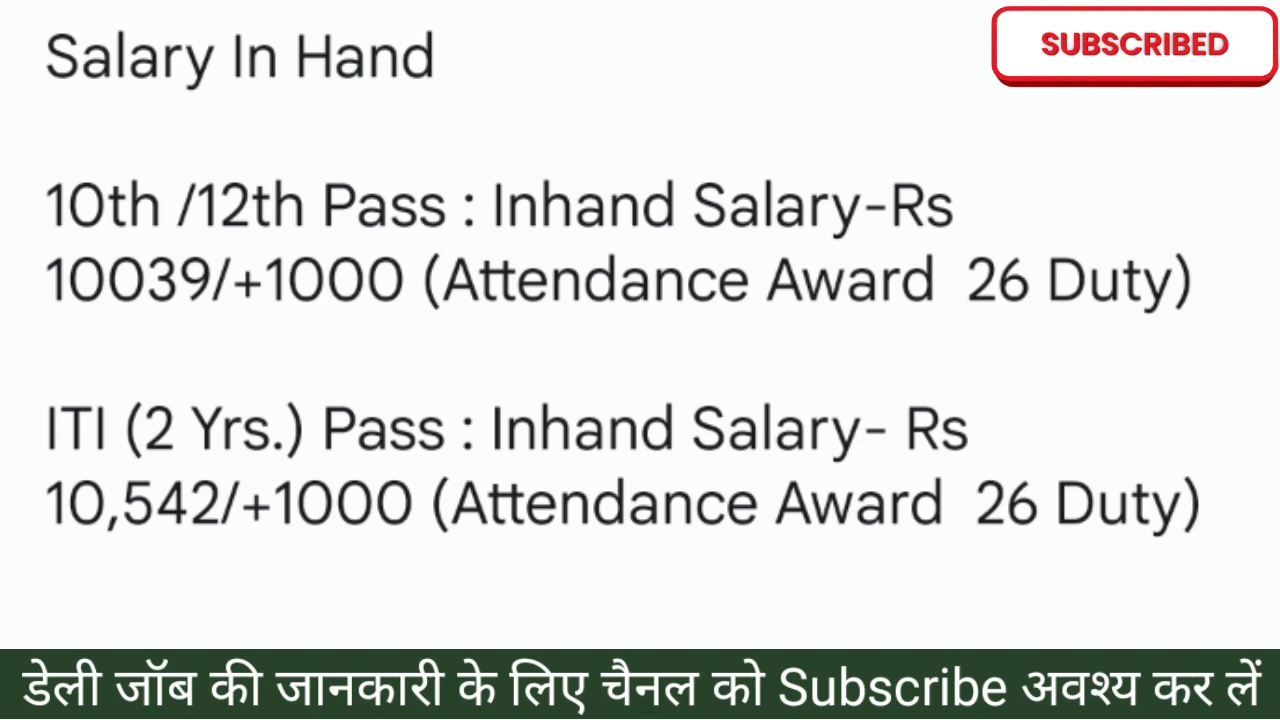 Salary In Hand
SUBSCRIBED
10th /12th Pass : Inhand Salary-Rs
10039/+1000 (Attendance Award 26 Duty)
ITI (2 Yrs.) Pass : Inhand Salary- Rs
10,542/+1000 (Attendance Award 26 Duty)
डेली जॉब की जानकारी के लिए चैनल को Subscribe अवश्य कर लें